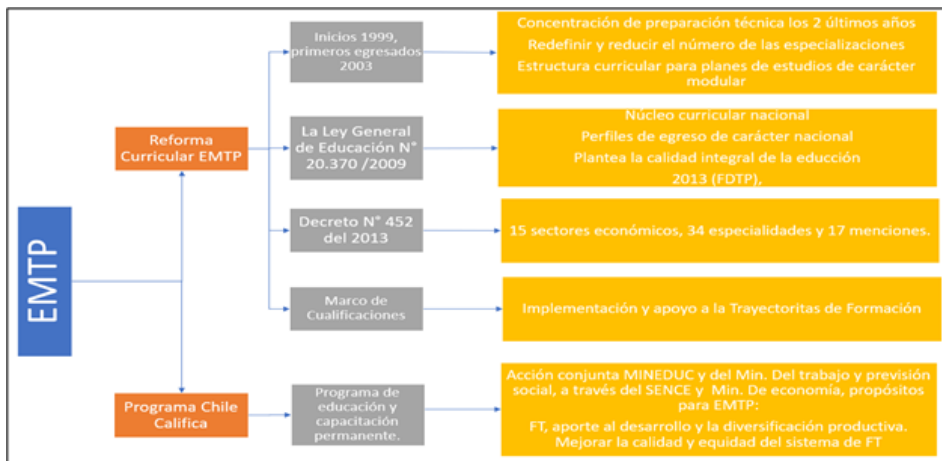 EMTP
Reforma
Curricular EMTP
Inicios 1999,
primeros egresados
2003
Concentración de preparación técnica los 2 últimos años
Redefinir y reducir el número de las especializaciones
Estructura curricular para planes de estudios de carácter
modular
La Ley General
de Educación N°
20.370 /2009
Núcleo curricular nacional
Perfiles de egreso de carácter nacional
Plantea la calidad integral de la educción
2013 (FDTP),
Decreto N° 452
del 2013
15 sectores económicos, 34 especialidades y 17 menciones.
Marco de
Cualificaciones
Implementación y apoyo a la Trayectoritas de Formación
Programa Chile
Califica
Programa de
educación y
capacitación
permanente.
Acción conjunta MINEDUC y del Min. Del trabajo y previsión
social, a través del SENCE y Min. De economía, propósitos
para EMTP:
FT, aporte al desarrollo y la diversificación productiva.
Mejorar la calidad y equidad del sistema de FT